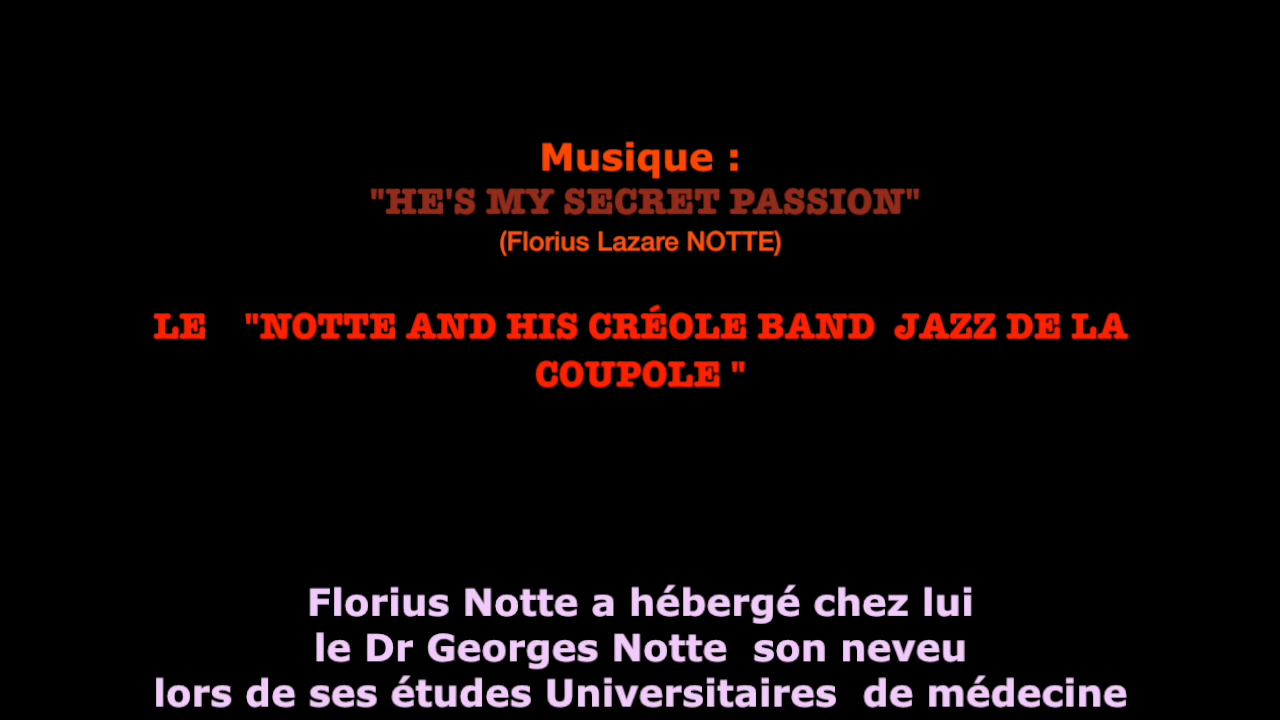 Musique :
"HE'S MY SECRET PASSION"
(Florius Lazare NOTTE)
LE "NOTTE AND HIS CRÉOLE BAND JAZZ DE LA
COUPOLE "
Florius Notte a hébergé chez lui
le Dr Georges Notte son neveu
lors de ses études Universitaires de médecine